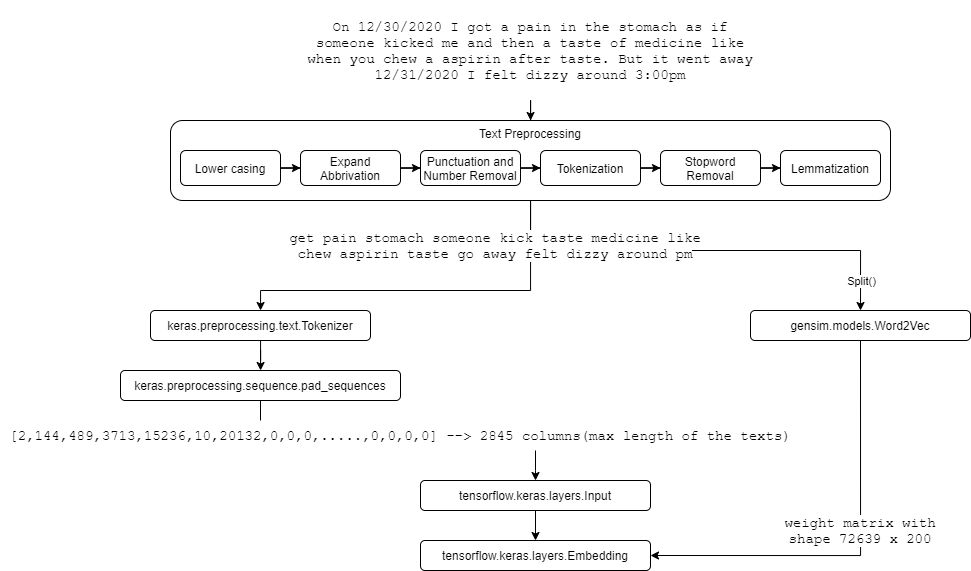 On 12/30/2020 I got a pain in the stomach as if
someone kicked me and then a taste of medicine like
when you chew a aspirin after taste. But it went away
12/31/2020 I felt dizzy around 3:00pm
Text Preprocessing
Lower casing
Expand
Abbrivation
Punctuation and
Number Removal
Tokenization
Stopword
Removal
Lemmatization
get pain stomach someone kick taste medicine like
chew aspirin taste go away felt dizzy around pm
Split()
keras.preprocessing.text.Tokenizer
gensim.models.Word2Vec
keras.preprocessing.sequence.pad_sequences
[2,144,489,3713,15236,10,20132,0,0,0,.....,0,0,0,0] --> 2845 columns(max length of the texts)
tensorflow.keras.layers.Input
weight matrix with
shape 72639 x 200
tensorflow.keras.layers.Embedding